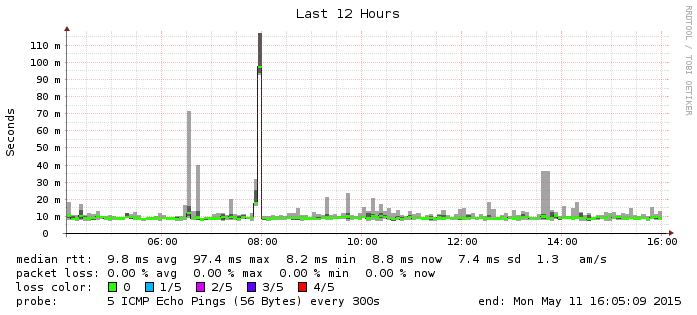 Last 12 Hours
RRDTOOL / TOBI OETIKER
Seconds
110 m
100 m
90 m
80 m
70 m
60 m
50 m
40 m
30 m
20 m
10 m
0
06:00 08:00 10:00 12:00 14:00 16:00
median rtt: 9.8 ms avg 97.4 ms max 8.2 ms min 8.8 ms now 7.4 ms sd 1.3 am/s
packet loss: 0.00 % avg 0.00 % max 0.00 % min 0.00 % now
loss color: 0 1/5 2/5 3/5 4/5
probe: 5 ICMP Echo Pings (56 Bytes) every 300s end: Mon May 11 16:05:09 2015